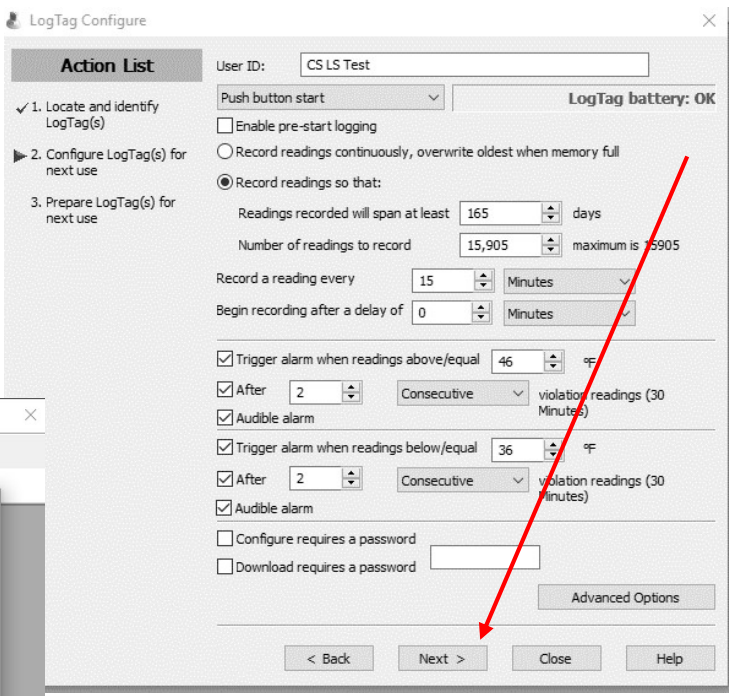 LogTag Configure
Action List
1. Locate and identify
LogTag(s)
2. Configure LogTag(s) for
next use
3. Prepare LogTag(s) for
next use
User ID: CS LS Test
Push button start LogTag battery: OK
Enable pre-start logging
Record readings continuously, overwrite oldest when memory full
Record readings so that:
Readings recorded will span at least 165 days
Number of readings to record 15,905 maximum is 15905
Record a reading every 15 Minutes
Begin recording after a delay of 0 Minutes
Trigger alarm when readings above/equal 46 °F
After 2 Consecutive violation readings (30
Minutes)
Audible alarm
Trigger alarm when readings below/equal 36 °F
After 2 Consecutive violation readings (30
Minutes)
Audible alarm
Configure requires a password
Download requires a password
Advanced Options
< Back Next > Close Help